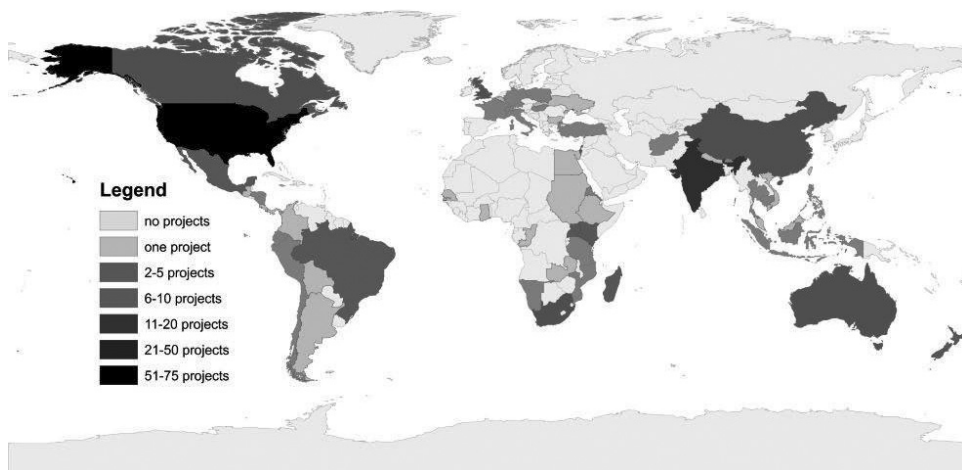 Legend
no projects
one project
2-5 projects
6-10 projects
11-20 projects
21-50 projects
51-75 projects